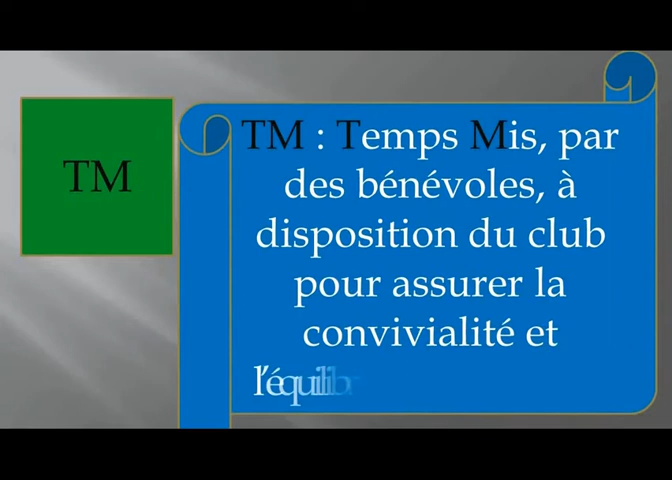 TM
TM : Temps Mis, par
des bénévoles, à
disposition du club
pour assurer la
convivialité et